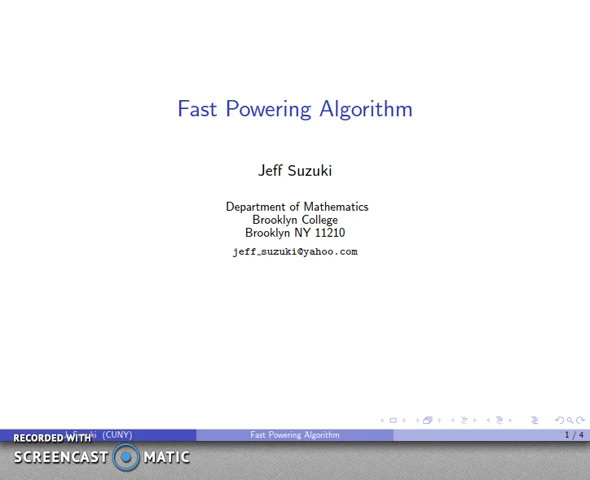 Fast Powering Algorithm
Jeff Suzuki
Department of Mathematics
Brooklyn College
Brooklyn NY 11210
jeff_suzuki@yahoo.com
(CUNY)
Fast Powering Algorithm
1 / 4
RECORDED WITH
SCREENCAST MATIC